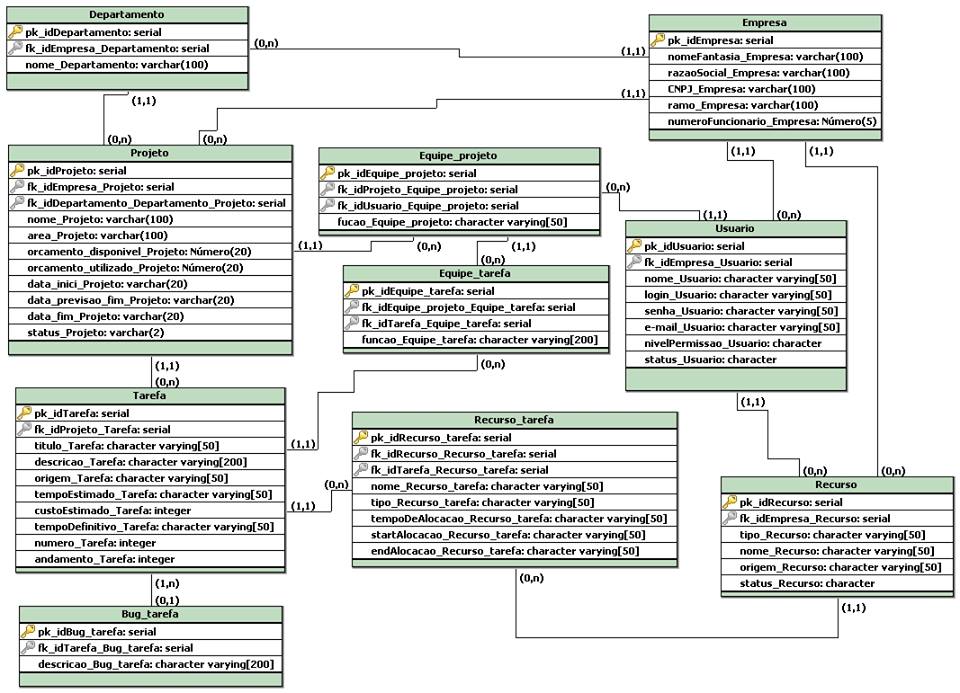 Departamento
pk_idDepartamento: serial
fk_idEmpresa_Departamento: serial
nome_Departamento: varchar(100)
(0,n)
(1,1)
Empresa
pk_idEmpresa: serial
nomeFantasia_Empresa: varchar(100)
razaoSocial_Empresa: varchar(100)
CNPJ_Empresa: varchar(100)
ramo_Empresa: varchar(100)
numeroFuncionario_Empresa: Número(5)
(1,1)
(1,1)
(0,n)
(0,n)
(1,1)
(1,1)
Projeto
pk_idProjeto: serial
fk_idEmpresa_Projeto: serial
fk_idDepartamento_Departamento_Projeto: serial
nome_Projeto: varchar(100)
area_Projeto: varchar(100)
orcamento_disponivel_Projeto: Número(20)
orcamento_utilizado_Projeto: Número(20)
data_inici_Projeto: varchar(20)
data_previsao_fim_Projeto: varchar(20)
data_fim_Projeto: varchar(20)
status_Projeto: varchar(2)
Equipe_projeto
pk_idEquipe_projeto: serial
fk_idProjeto_Equipe_projeto: serial
fk_idUsuario_Equipe_projeto: serial
fucao_Equipe_projeto: character varying[50]
(0,n)
(1,1)
(0,n)
(1,1)
(0,n)
(1,1)
(0,n)
Usuario
pk_idUsuario: serial
fk_idEmpresa_Usuario: serial
nome_Usuario: character varying[50]
login_Usuario: character varying[50]
senha_Usuario: character varying[50]
e-mail_Usuario: character varying[50]
nivelPermissao_Usuario: character
status_Usuario: character
Equipe_tarefa
pk_idEquipe_tarefa: serial
fk_idEquipe_projeto_Equipe_tarefa: serial
fk_idTarefa_Equipe_tarefa: serial
funcao_Equipe_tarefa: character varying[200]
(1,1)
(0,n)
(0,n)
(1,1)
Tarefa
pk_idTarefa: serial
fk_idProjeto_Tarefa: serial
titulo_Tarefa: character varying[50]
descricao_Tarefa: character varying[200]
origem_Tarefa: character varying[50]
tempoEstimado_Tarefa: character varying[50]
custoEstimado_Tarefa: integer
tempoDefinitivo_Tarefa: character varying[50]
numero_Tarefa: integer
andamento_Tarefa: integer
(1,1)
(0,n)
(1,1)
Recurso_tarefa
pk_idRecurso_tarefa: serial
fk_idRecurso_Recurso_tarefa: serial
fk_idTarefa_Recurso_tarefa: serial
nome_Recurso_tarefa: character varying[50]
tipo_Recurso_tarefa: character varying[50]
tempoDeAlocacao_Recurso_tarefa: character varying[50]
startAlocacao_Recurso_tarefa: character varying[50]
endAlocacao_Recurso_tarefa: character varying[50]
(0,n)
(0,n)
(0,n)
Recurso
pk_idRecurso: serial
fk_idEmpresa_Recurso: serial
tipo_Recurso: character varying[50]
nome_Recurso: character varying[50]
origem_Recurso: character varying[50]
status_Recurso: character
(1,1)
(1,n)
(0,1)
Bug_tarefa
pk_idBug_tarefa: serial
fk_idTarefa_Bug_tarefa: serial
descricao_Bug_tarefa: character varying[200]